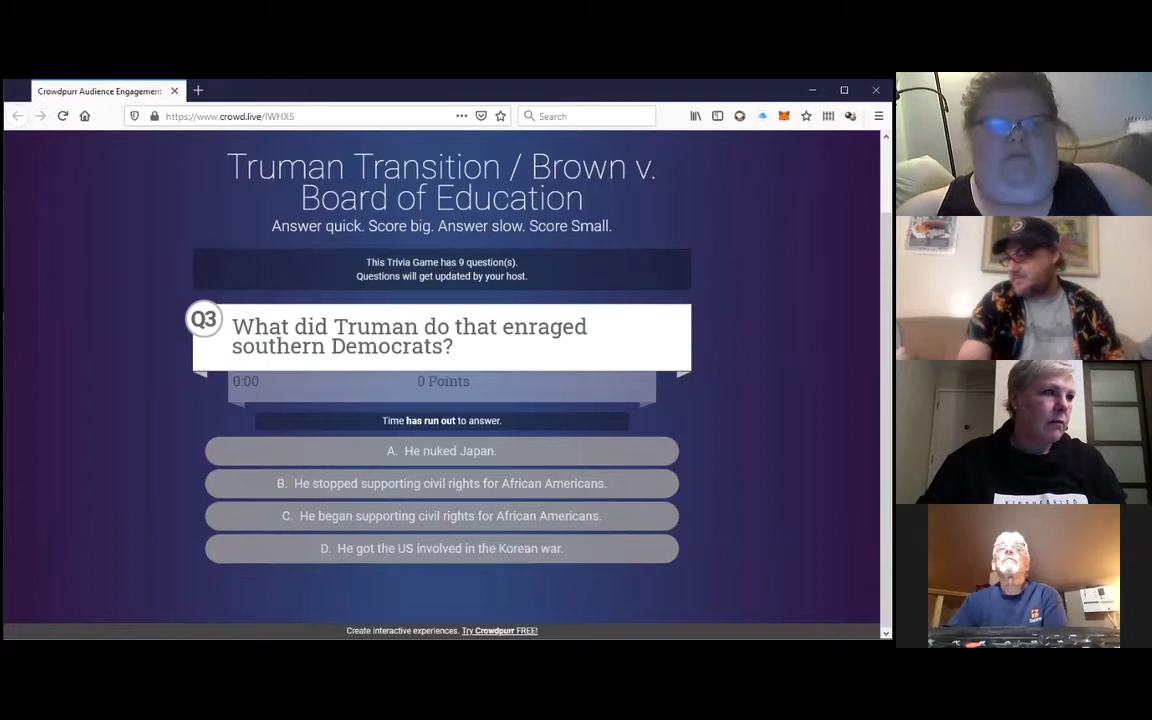 Crowdpurr Audience Engagement
https://www.crowd.live/IWHX5
Search
Truman Transition / Brown v.
Board of Education
Answer quick. Score big. Answer slow. Score Small.
This Trivia Game has 9 question(s).
Questions will get updated by your host.
Q3
What did Truman do that enraged
southern Democrats?
0:00 0 Points
Time has run out to answer.
A. He nuked Japan.
B. He stopped supporting civil rights for African Americans.
C. He began supporting civil rights for African Americans.
D. He got the US involved in the Korean war.
Create interactive experiences. Try Crowdpurr FREE!